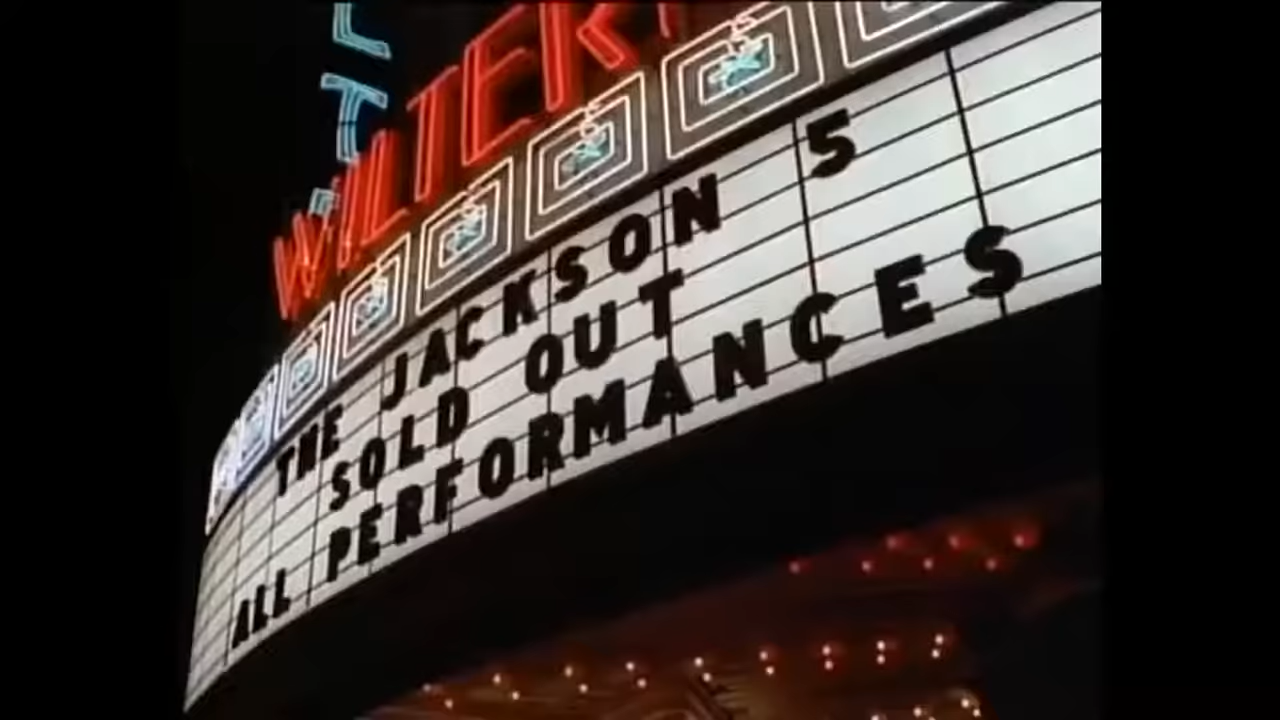 L
T
WILTER
THE JACKSON 5
SOLD OUT
ALL PERFORMANCES